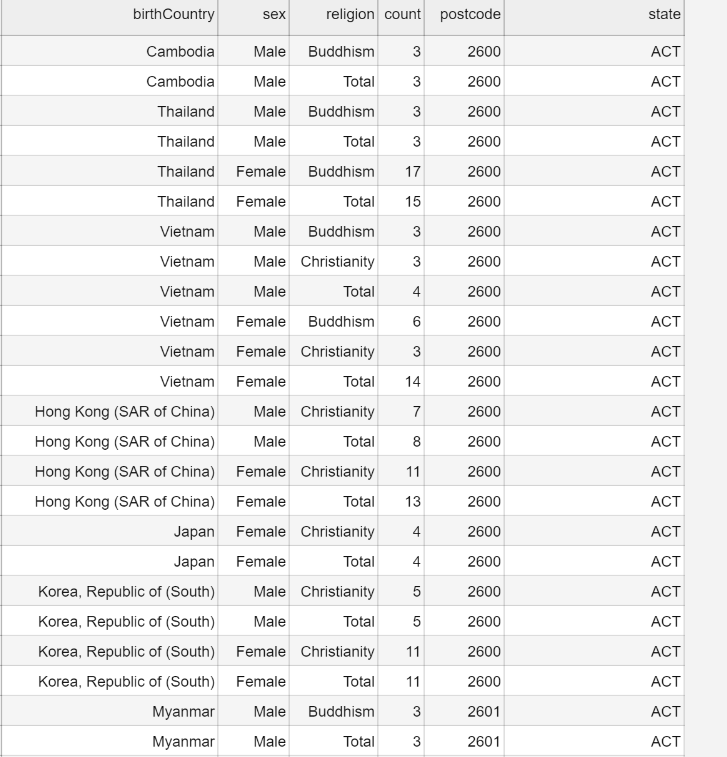 birthCountry sex religion count postcode state
Cambodia Male Buddhism 3 2600 ACT
Cambodia Male Total 3 2600 ACT
Thailand Male Buddhism 3 2600 ACT
Thailand Male Total 3 2600 ACT
Thailand Female Buddhism 17 2600 ACT
Thailand Female Total 15 2600 ACT
Vietnam Male Buddhism 3 2600 ACT
Vietnam Male Christianity 3 2600 ACT
Vietnam Male Total 4 2600 ACT
Vietnam Female Buddhism 6 2600 ACT
Vietnam Female Christianity 3 2600 ACT
Vietnam Female Total 14 2600 ACT
Hong Kong (SAR of China) Male Christianity 7 2600 ACT
Hong Kong (SAR of China) Male Total 8 2600 ACT
Hong Kong (SAR of China) Female Christianity 11 2600 ACT
Hong Kong (SAR of China) Female Total 13 2600 ACT
Japan Female Christianity 4 2600 ACT
Japan Female Total 4 2600 ACT
Korea, Republic of (South) Male Christianity 5 2600 ACT
Korea, Republic of (South) Male Total 5 2600 ACT
Korea, Republic of (South) Female Christianity 11 2600 ACT
Korea, Republic of (South) Female Total 11 2600 ACT
Myanmar Male Buddhism 3 2601 ACT
Myanmar Male Total 3 2601 ACT